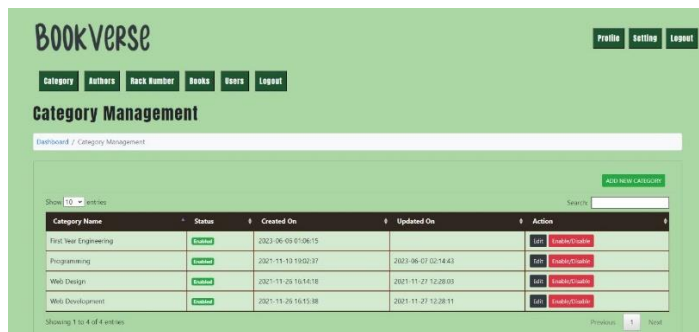 BOOKVERSE
Profile Setting Logout
Category Authors Rack Number Books Users Logout
Category Management
Dashboard / Category Management
ADD NEW CATEGORY
Show 10 entries Search:
Category Name Status Created On Updated On Action
First Year Engineering Enabled 2023-06-05 01:06:15 Edit Enable/Disable
Programming Enabled 2021-11-10 19:02:37 2023-06-07 02:14:43 Edit Enable/Disable
Web Design Enabled 2021-11-26 16:14:18 2021-11-27 12:28:03 Edit Enable/Disable
Web Development Enabled 2021-11-26 16:15:38 2021-11-27 12:28:11 Edit Enable/Disable
Showing 1 to 4 of 4 entries Previous 1 Next